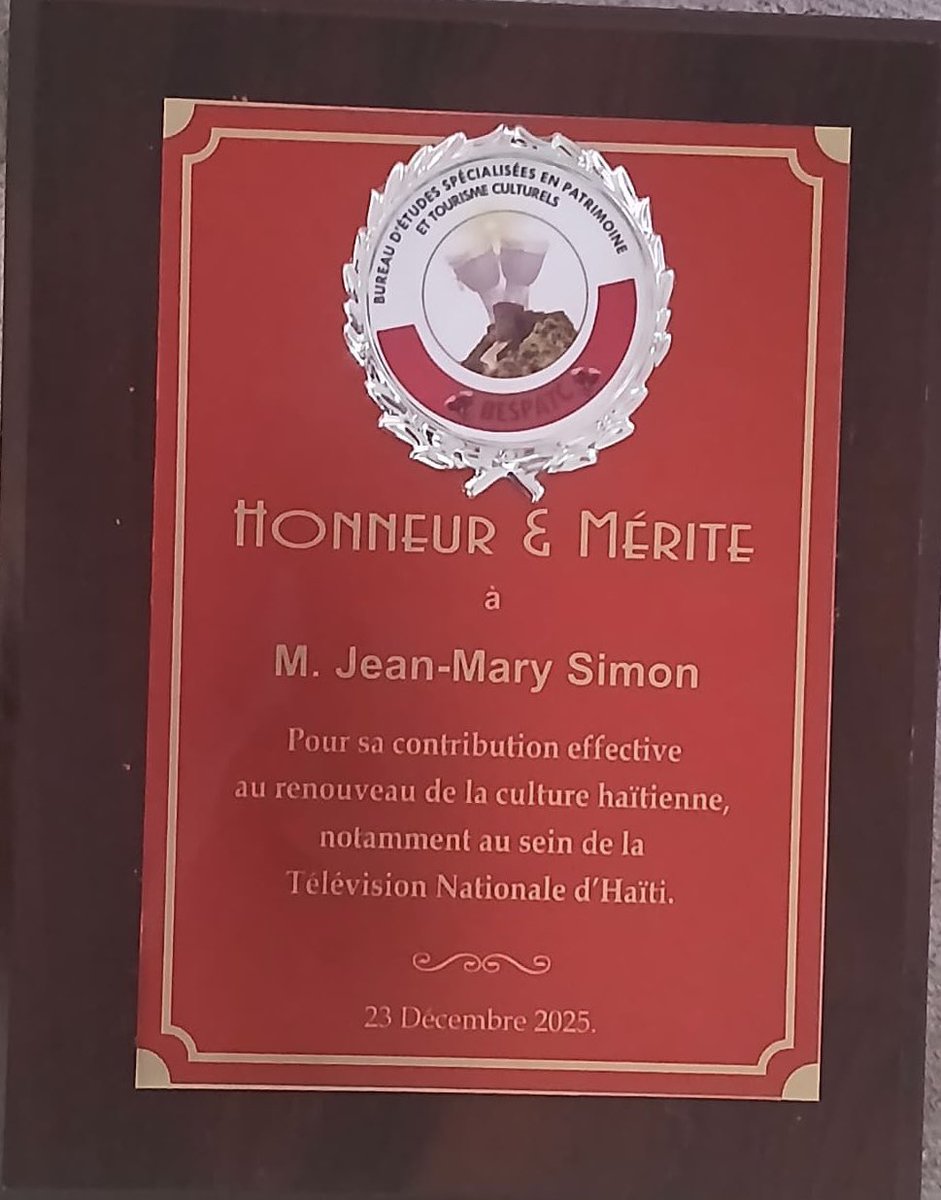 BUREAU D'ÉTUDES SPÉCIALISÉES EN PATRIMOINE
ET TOURISME CULTURELS
BESPATC
HONNEUR & MÉRITE
à
M. Jean-Mary Simon
Pour sa contribution effective
au renouveau de la culture haïtienne,
notamment au sein de la
Télévision Nationale d'Haïti.
23 Décembre 2025.